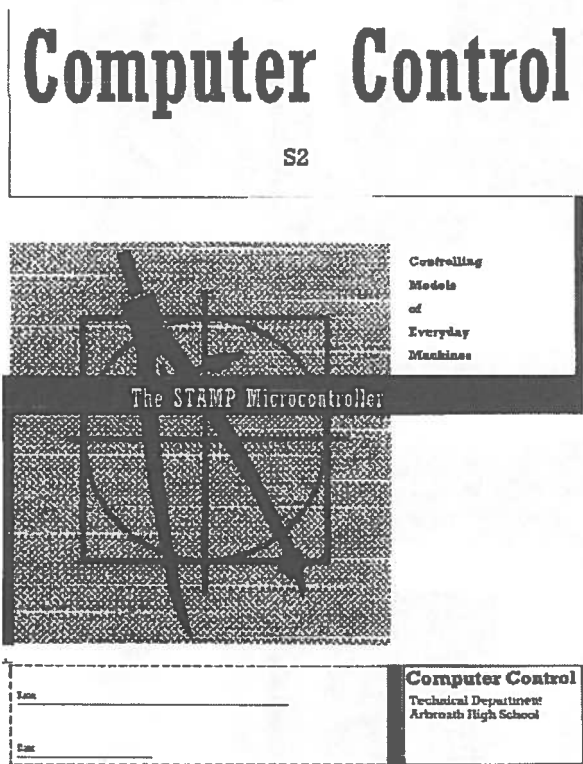 Computer Control
S2
Controlling
Models
of
Everyday
Machines
The STAMP Microcontroller
Computer Control
Technical Department
Arbroath High School